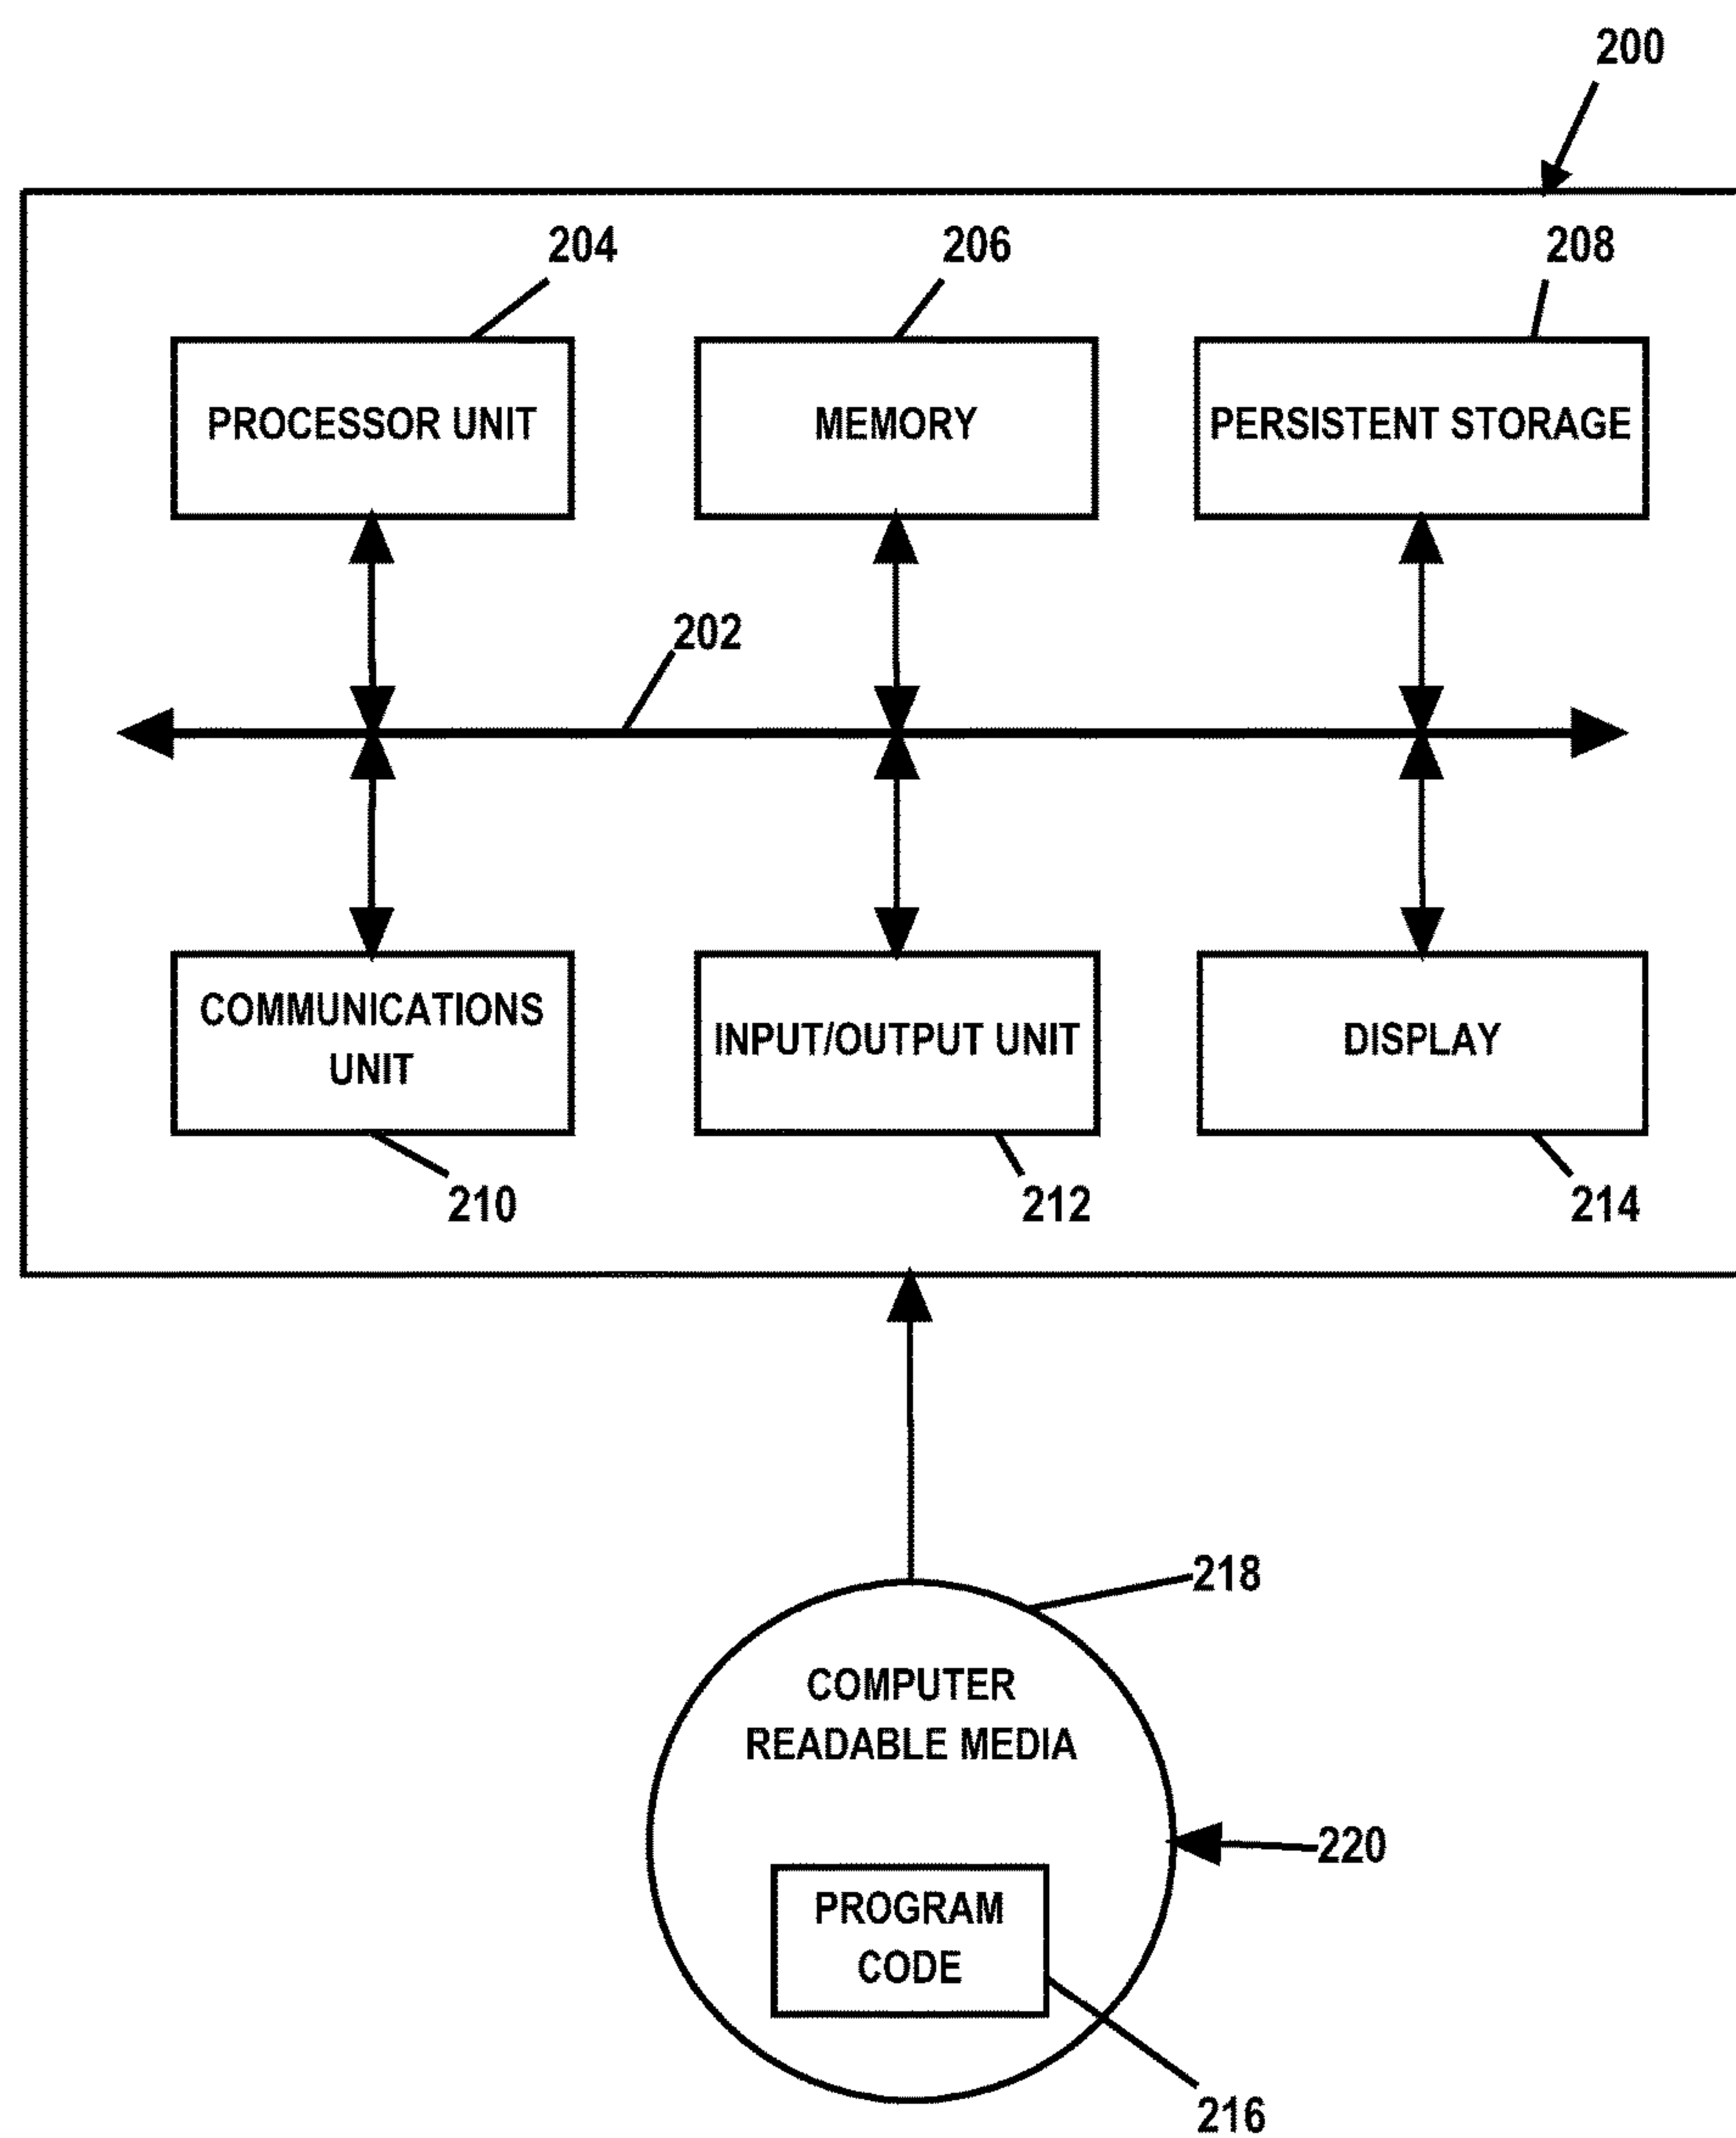 200
204
206
208
PROCESSOR UNIT
MEMORY
PERSISTENT STORAGE
202
COMMUNICATIONS
UNIT
INPUT/OUTPUT UNIT
DISPLAY
210
212
214
218
COMPUTER
READABLE MEDIA
220
PROGRAM
CODE
216